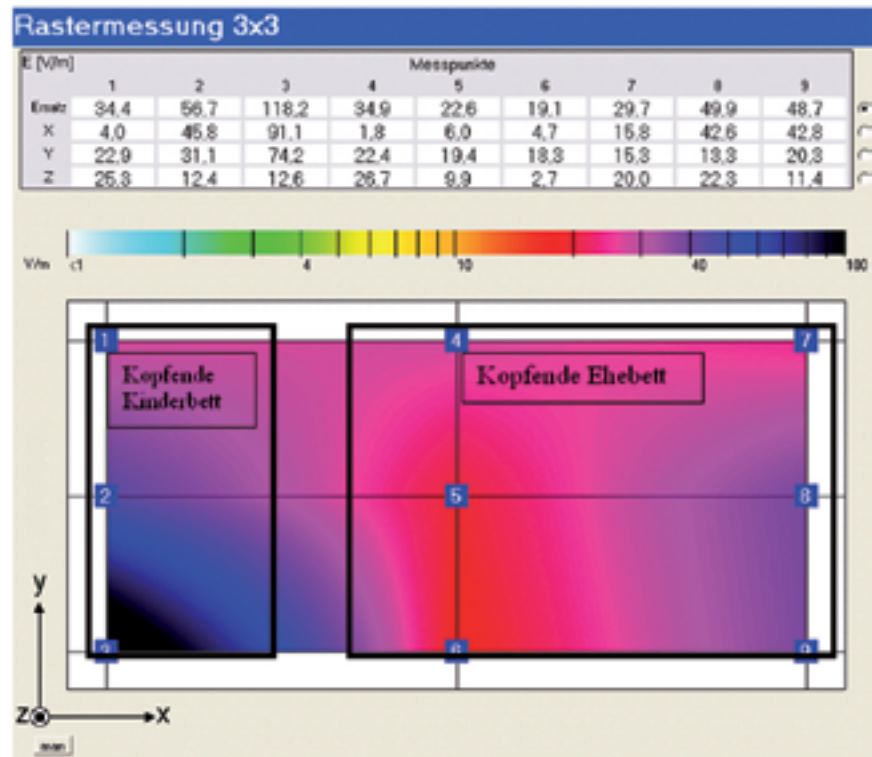 Rastermessung 3x3
E [V/m] Messpunkte
1 2 3 4 5 6 7 8 9
Ersatz 34,4 56,7 118,2 34,9 22,6 19,1 29,7 49,9 48,7
X 4,0 45,8 91,1 1,8 6,0 4,7 15,8 42,6 42,8
Y 22,9 31,1 74,2 22,4 19,4 18,3 15,3 13,3 20,3
Z 25,3 12,4 12,6 26,7 9,9 2,7 20,0 22,3 11,4
V/m <1 4 10 40 100
1 4 7
Kopfende Kopfende Ehebett
Kinderbett
2 5 8
3 6 9
y
z x
man